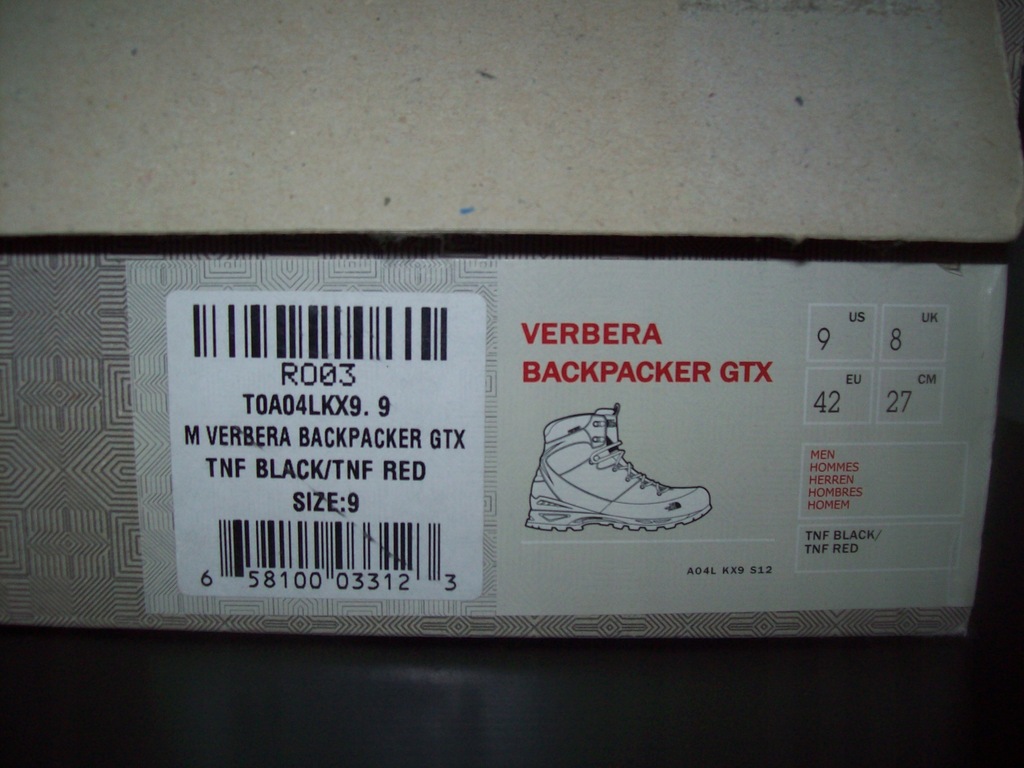 R003
T0A04LKX9. 9
M VERBERA BACKPACKER GTX
TNF BLACK/TNF RED
SIZE:9
6 58100 03312 3
VERBERA
BACKPACKER GTX
A04L KX9 S12
9 US
8 UK
42 EU
27 CM
MEN
HOMMES
HERREN
HOMBRES
HOMEM
TNF BLACK/
TNF RED